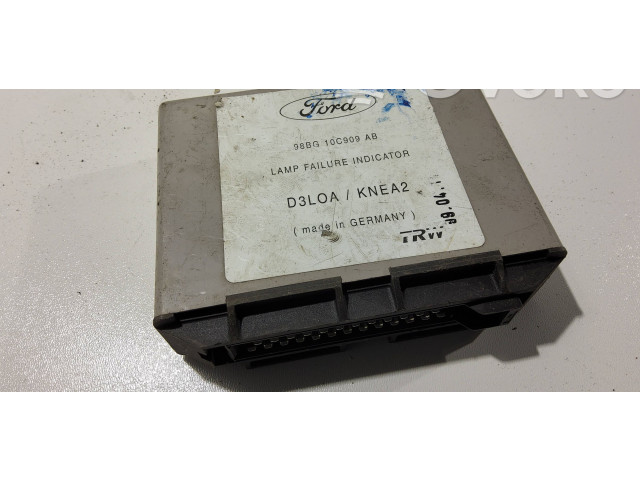 Ford
98BG 10C909 AB
LAMP FAILURE INDICATOR
D3LOA / KNEA2
( made in GERMANY )
TRW